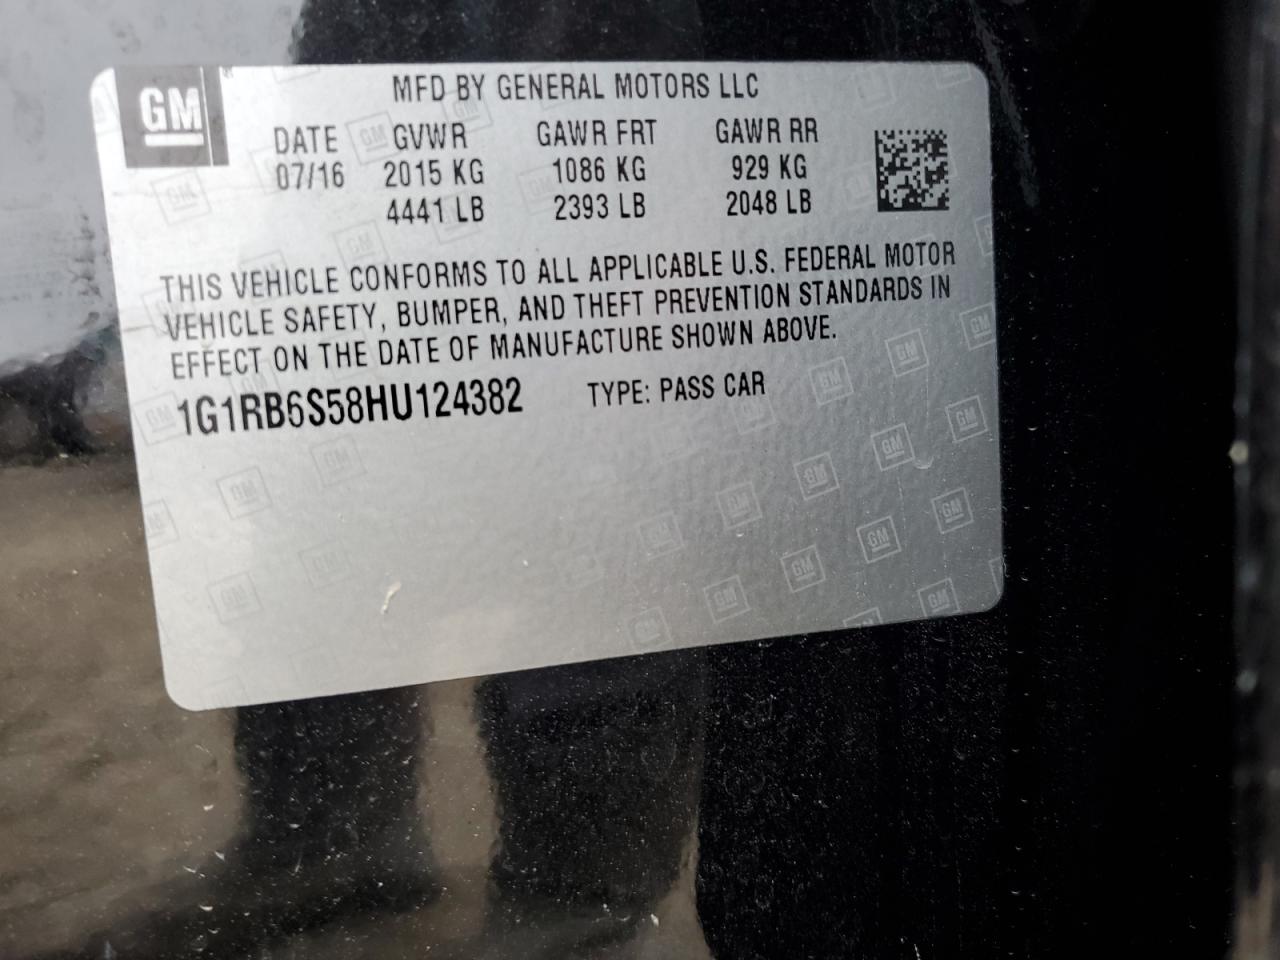 GM
MFD BY GENERAL MOTORS LLC
DATE GVWR GAWR FRT GAWR RR
07/16 2015 KG 1086 KG 929 KG
4441 LB 2393 LB 2048 LB
THIS VEHICLE CONFORMS TO ALL APPLICABLE U.S. FEDERAL MOTOR
VEHICLE SAFETY, BUMPER, AND THEFT PREVENTION STANDARDS IN
EFFECT ON THE DATE OF MANUFACTURE SHOWN ABOVE.
1G1RB6S58HU124382 TYPE: PASS CAR